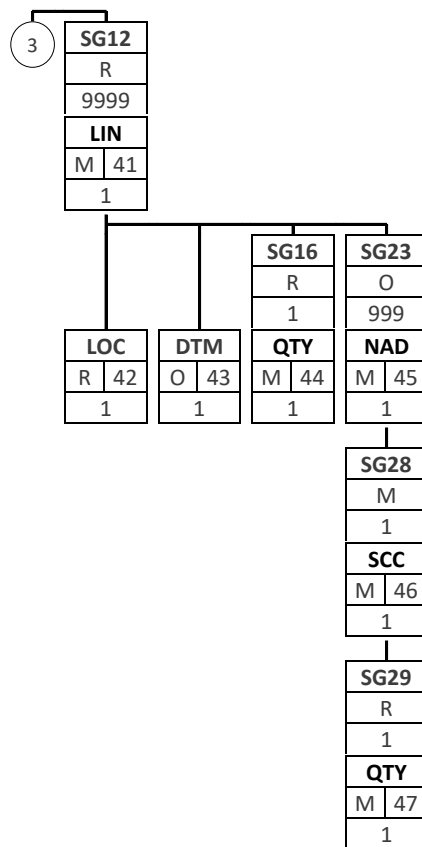 3
SG12
R
9999
LIN
M 41
1
SG16 SG23
R O
1 999
LOC DTM QTY NAD
R 42 O 43 M 44 M 45
1 1 1 1
SG28
M
1
SCC
M 46
1
SG29
R
1
QTY
M 47
1